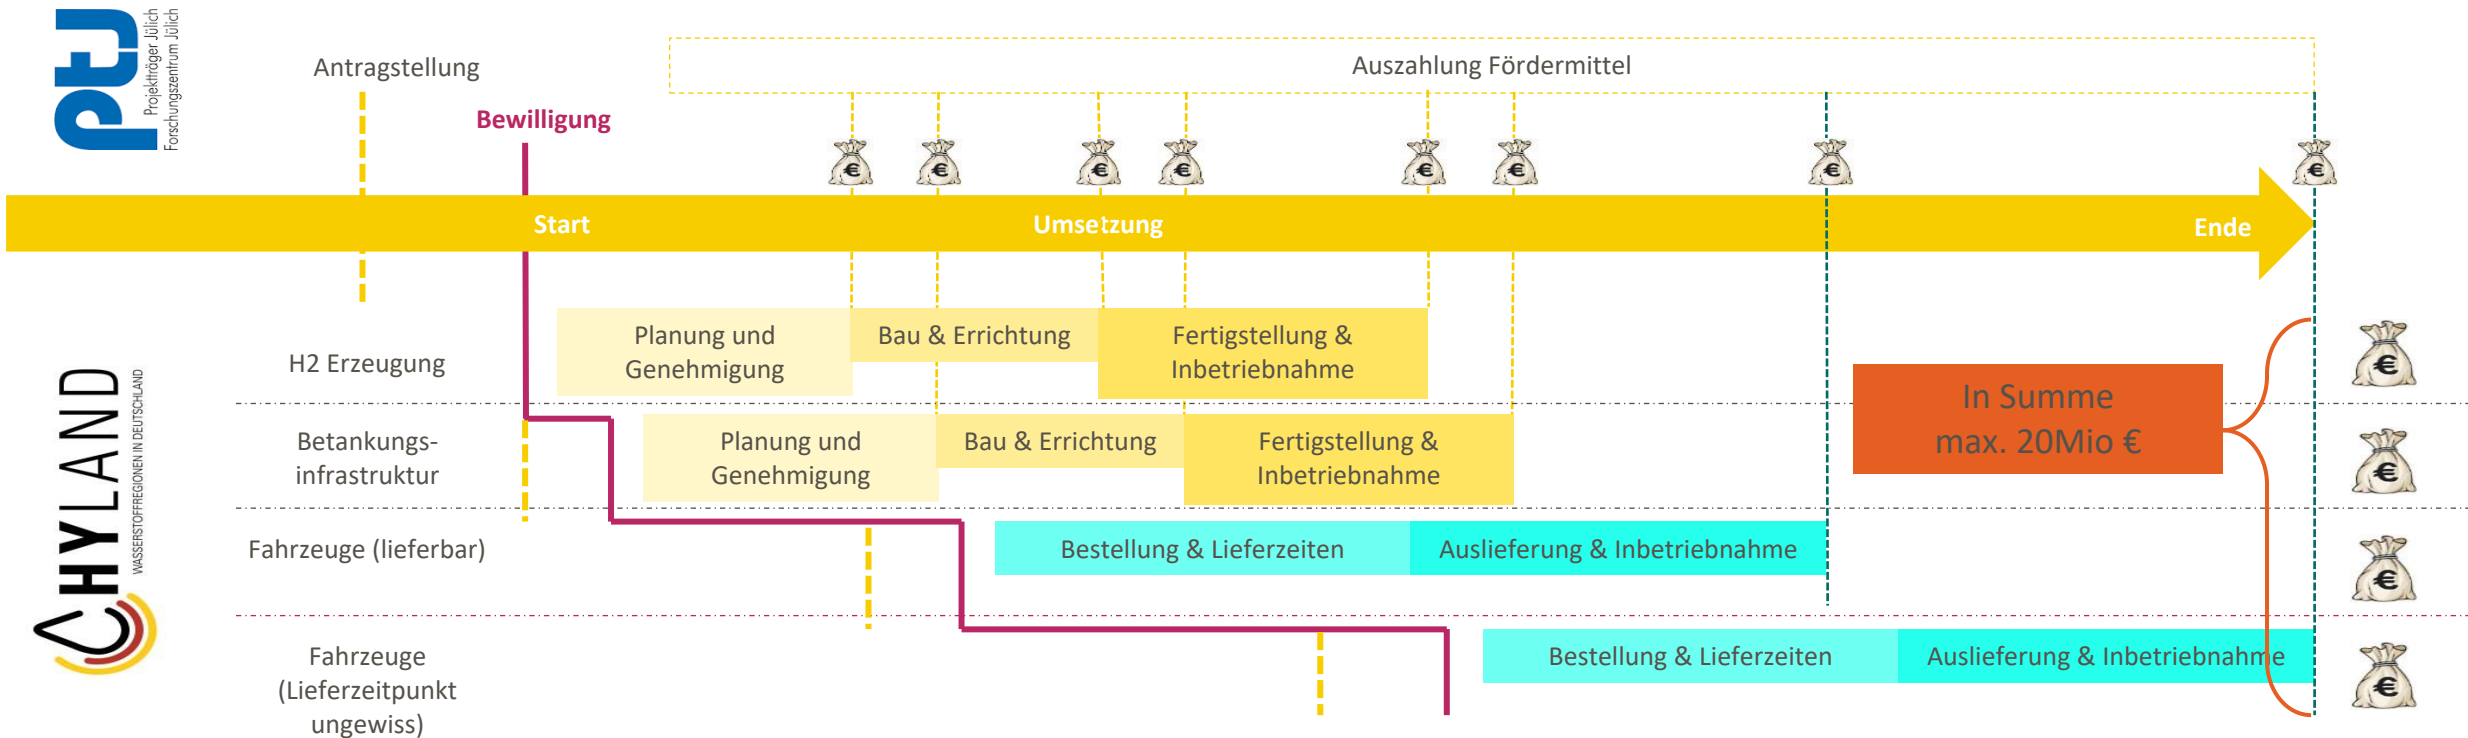 ptJ
Projektträger Jülich
Forschungszentrum Jülich
Antragstellung
Auszahlung Fördermittel
Bewilligung
€ € € € € € € €
Start
Umsetzung
Ende
H2 Erzeugung
Planung und
Genehmigung
Bau & Errichtung
Fertigstellung &
Inbetriebnahme
€
In Summe
max. 20Mio €
HYLAND
WASSERSTOFFREGIONEN IN DEUTSCHLAND
Betankungs-
infrastruktur
Planung und
Genehmigung
Bau & Errichtung
Fertigstellung &
Inbetriebnahme
€
Fahrzeuge (lieferbar)
Bestellung & Lieferzeiten
Auslieferung & Inbetriebnahme
€
Fahrzeuge
(Lieferzeitpunkt
ungewiss)
Bestellung & Lieferzeiten
Auslieferung & Inbetriebnahme
€